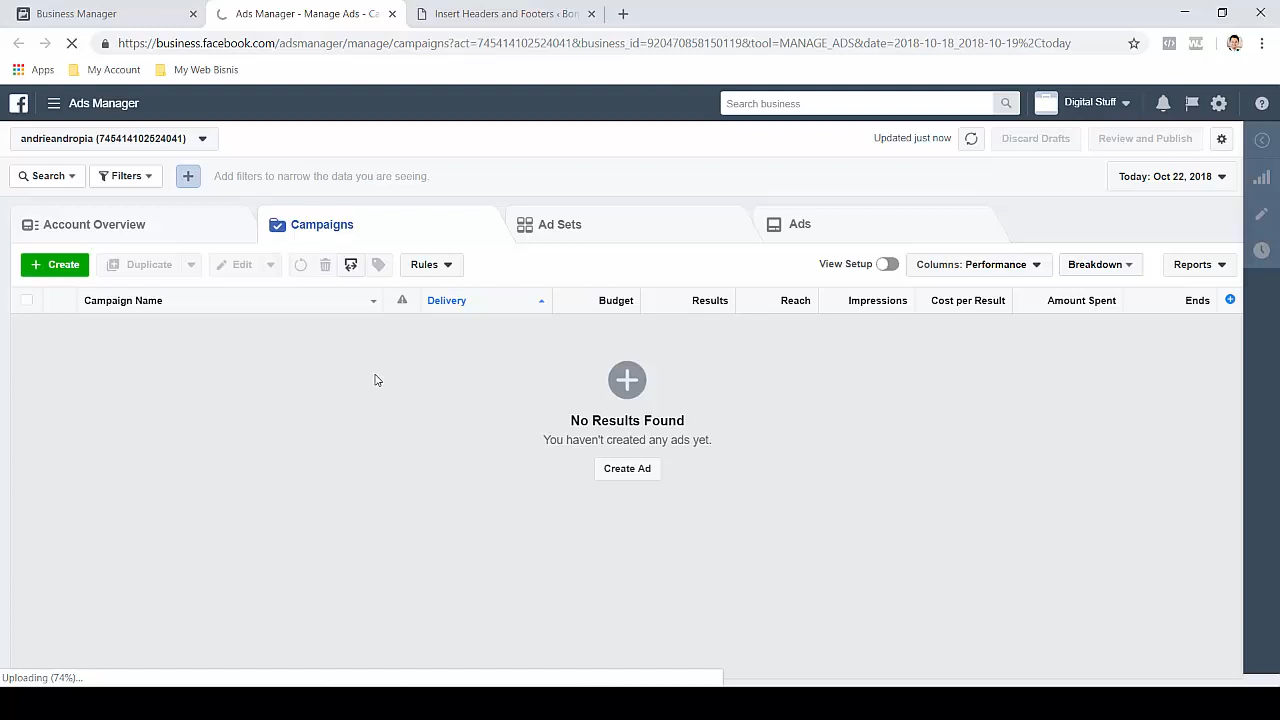 Business Manager
Ads Manager - Manage Ads - Ca
Insert Headers and Footers ‹ Bon
https://business.facebook.com/adsmanager/manage/campaigns?act=745414102524041&business_id=920470858150119&tool=MANAGE_ADS&date=2018-10-18_2018-10-19%2Ctoday
Apps
My Account
My Web Bisnis
Ads Manager
Search business
Digital Stuff
andrieandropia (745414102524041)
Updated just now
Discard Drafts
Review and Publish
Search
Filters
Add filters to narrow the data you are seeing.
Today: Oct 22, 2018
Account Overview
Campaigns
Ad Sets
Ads
+ Create
Duplicate
Edit
Rules
View Setup
Columns: Performance
Breakdown
Reports
Campaign Name
Delivery
Budget
Results
Reach
Impressions
Cost per Result
Amount Spent
Ends
No Results Found
You haven't created any ads yet.
Create Ad
Uploading (74%)...